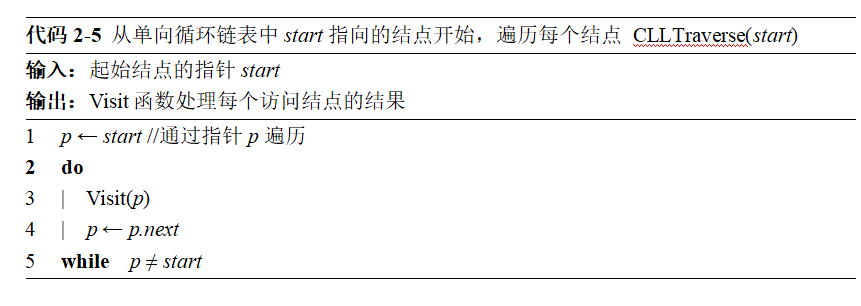 代码 2-5 从单向循环链表中 start 指向的结点开始，遍历每个结点 CLLTraverse(start)
输入：起始结点的指针 start
输出：Visit 函数处理每个访问结点的结果
1 p ← start //通过指针 p 遍历
2 do
3 | Visit(p)
4 | p ← p.next
5 while p ≠ start